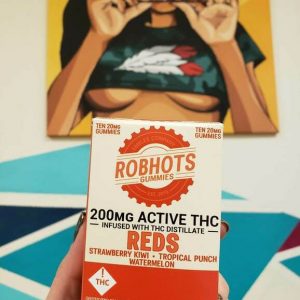 TEN 20MG
GUMMIES
TEN 20MG
GUMMIES
ROBHOTS
GUMMIES
200MG ACTIVE THC
INFUSED WITH THC DISTILLATE
REDS
STRAWBERRY KIWI • TROPICAL PUNCH
WATERMELON
!
THC